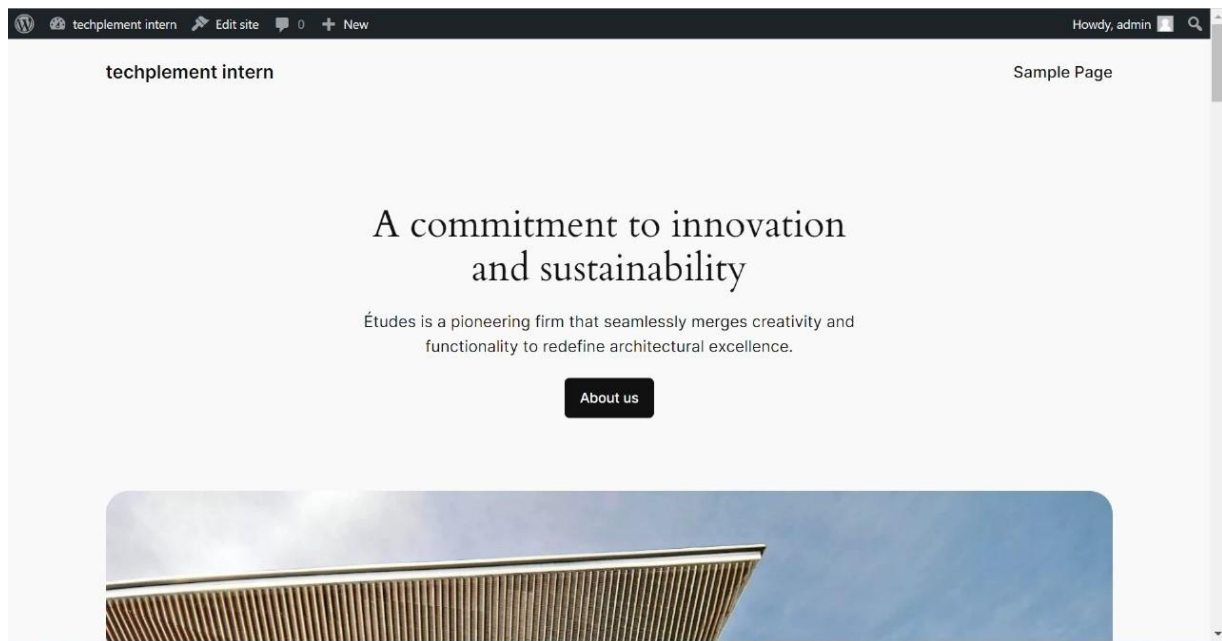 techplement intern Edit site 0 New Howdy, admin
techplement intern Sample Page
A commitment to innovation
and sustainability
Études is a pioneering firm that seamlessly merges creativity and
functionality to redefine architectural excellence.
About us